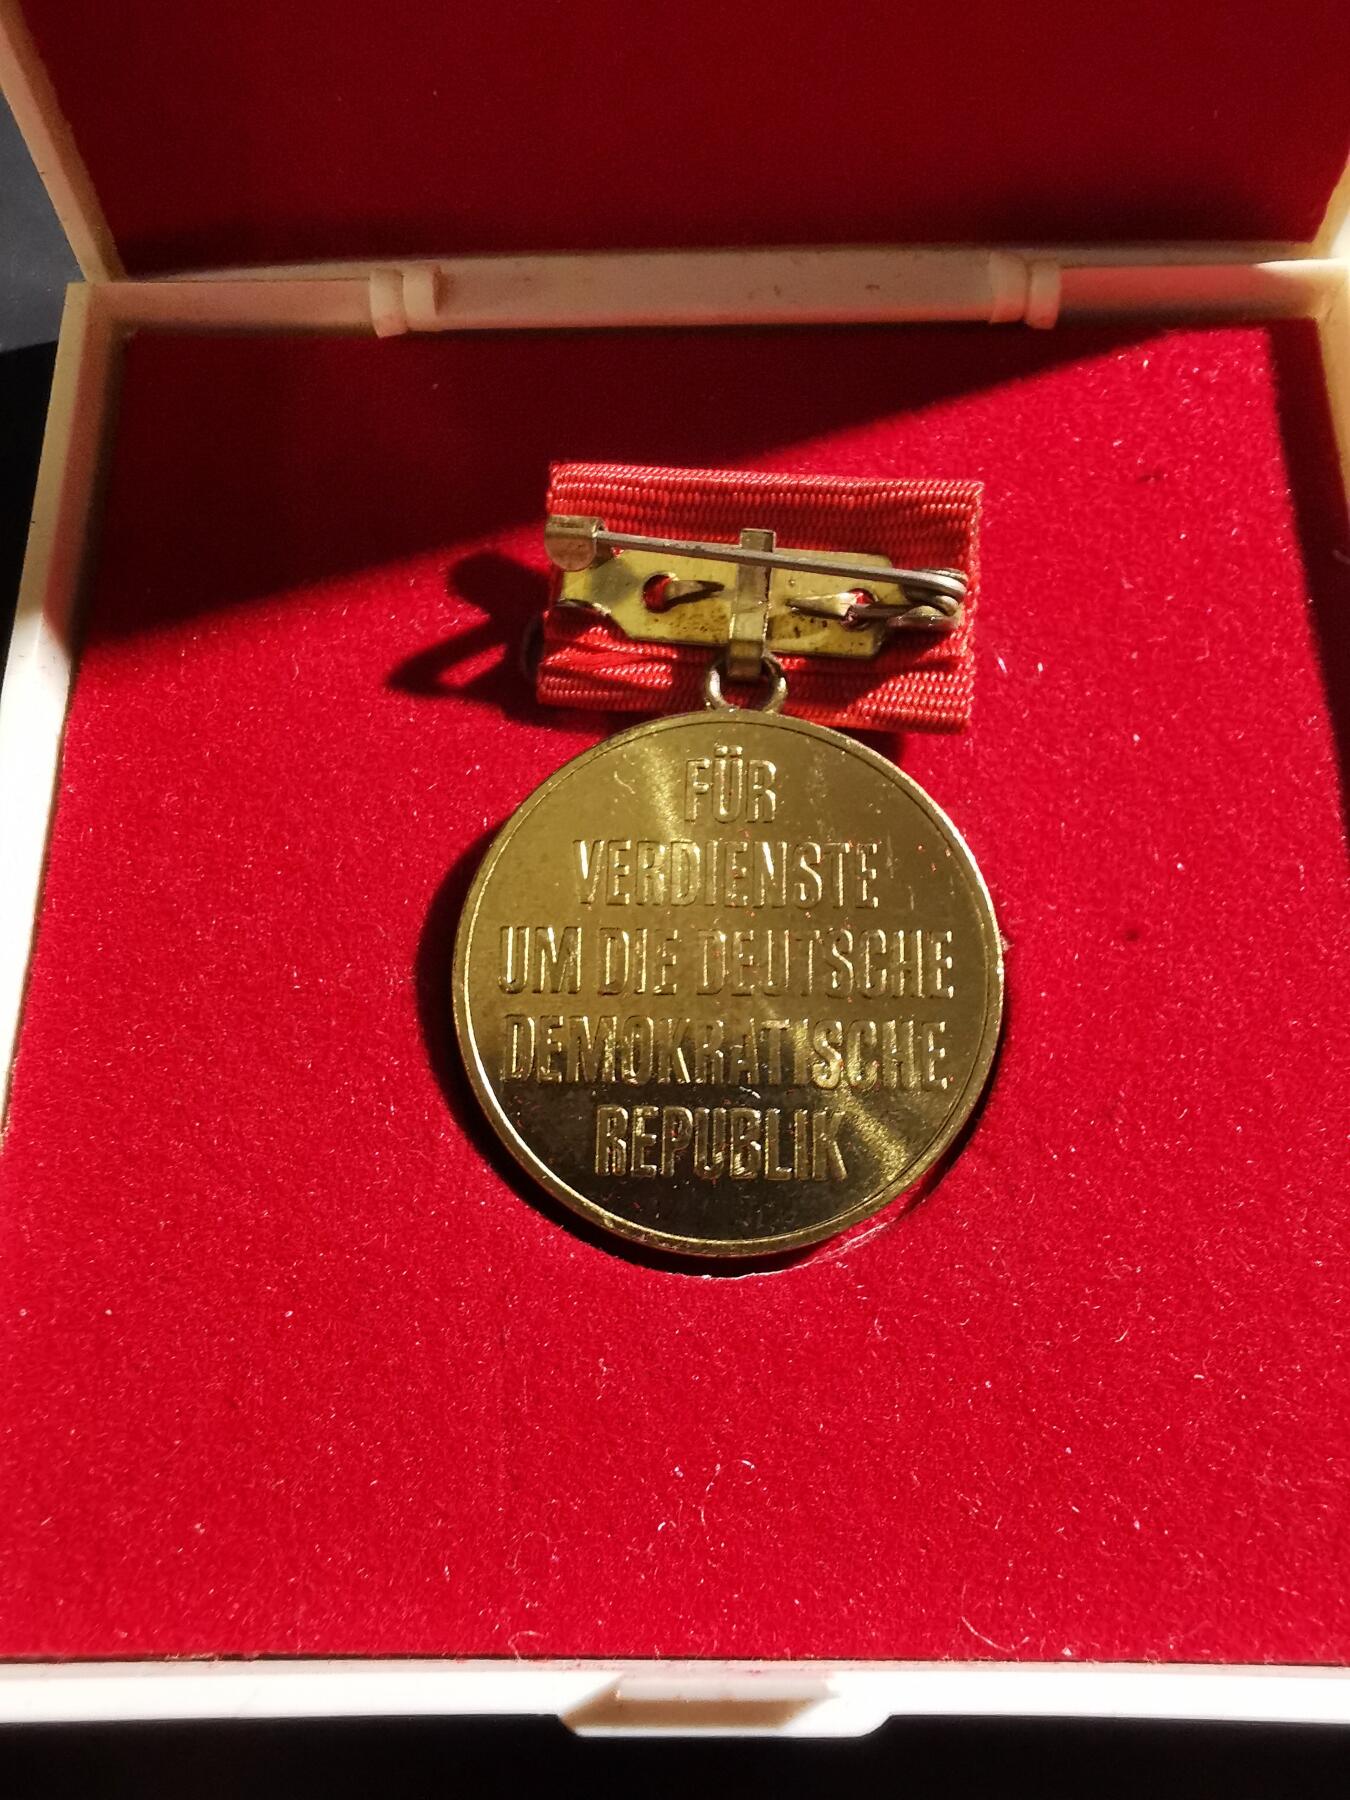 FÜR
VERDIENSTE
UM DIE DEUTSCHE
DEMOKRATISCHE
REPUBLIK